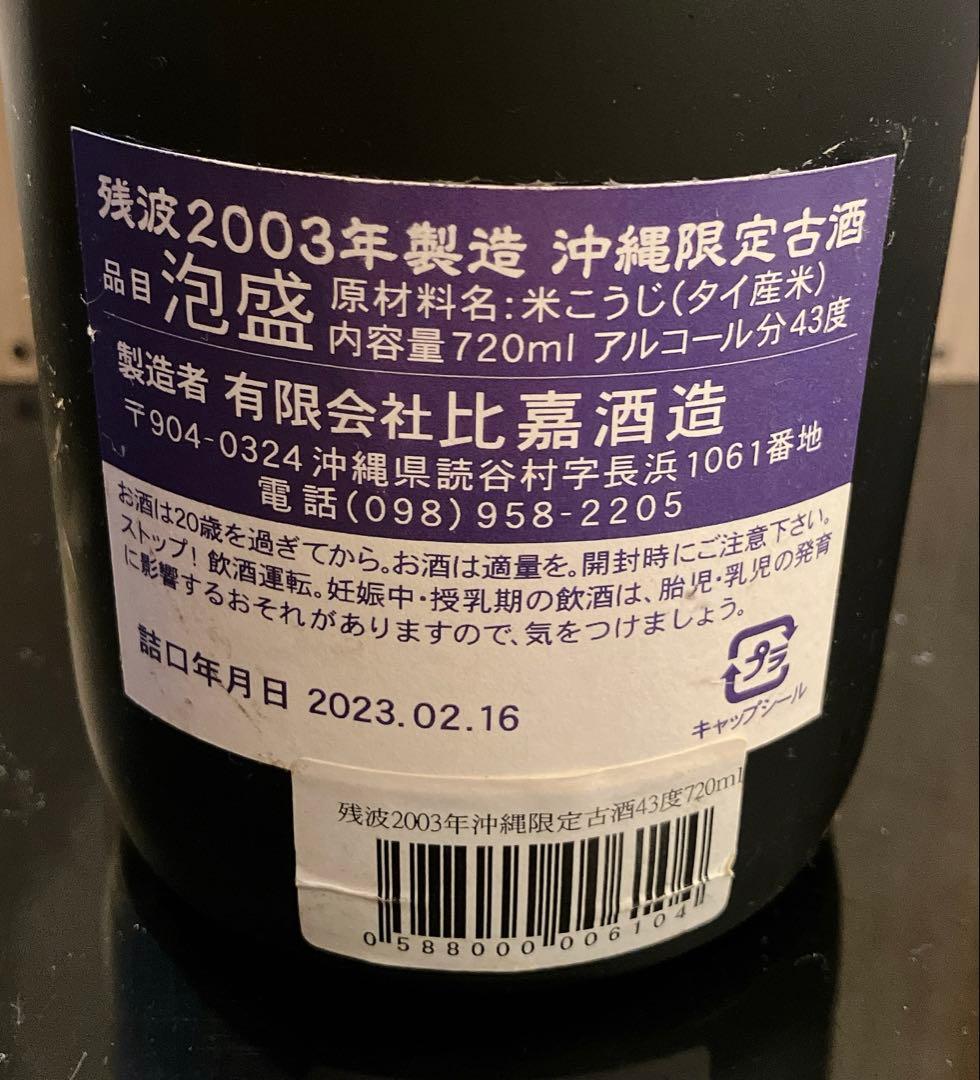 残波2003年製造 沖縄限定古酒
品目 泡盛 原材料名:米こうじ(タイ産米)
内容量720ml アルコール分43度
製造者 有限会社比嘉酒造
〒904-0324 沖縄県読谷村字長浜1061番地
電話(098)958-2205
お酒は20歳を過ぎてから。お酒は適量を。開封時にご注意下さい。
ストップ!飲酒運転。妊娠中・授乳期の飲酒は、胎児・乳児の発育
に影響するおそれがありますので、気をつけましょう。
詰口年月日 2023.02.16
プラ
キャップシール
残波2003年沖縄限定古酒43度720ml
0 588000 006104